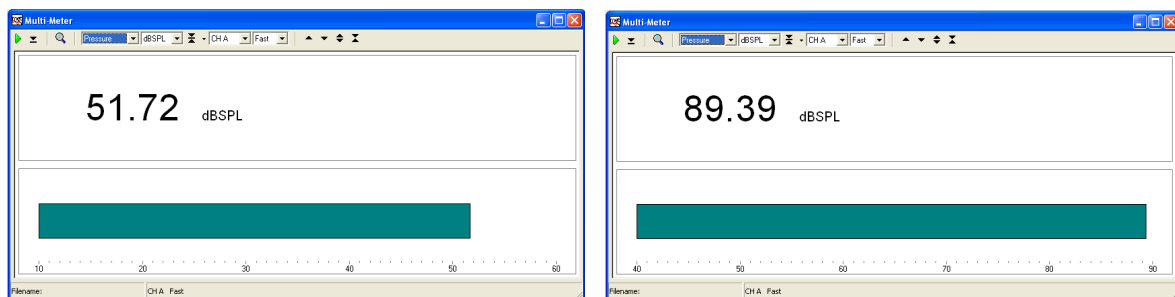 Multi-Meter
Pressure dBSPL CH A Fast
51.72 dBSPL
10 20 30 40 50 60
Filename: CH A Fast
Multi-Meter
Pressure dBSPL CH A Fast
89.39 dBSPL
40 50 60 70 80 90
Filename: CH A Fast